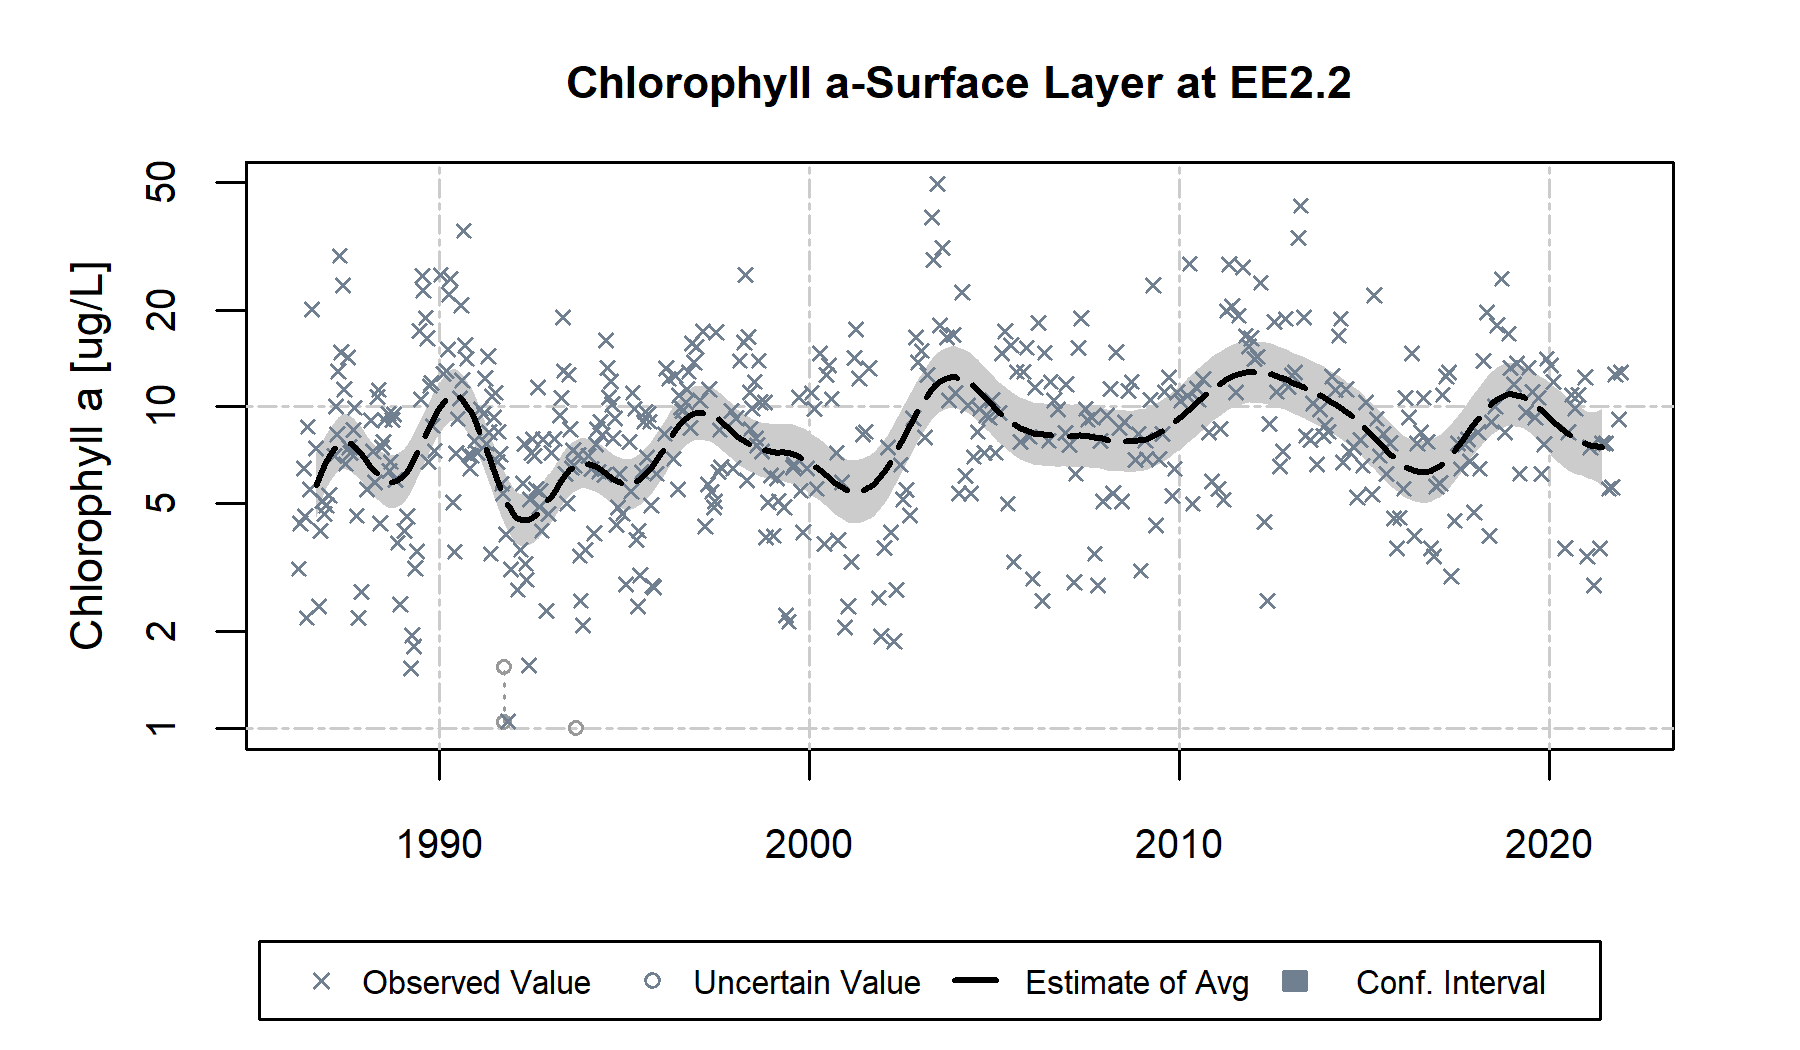 Chlorophyll a-Surface Layer at EE2.2
Chlorophyll a [ug/L]
50
20
10
5
2
1
1990 2000 2010 2020
Observed Value Uncertain Value Estimate of Avg Conf. Interval